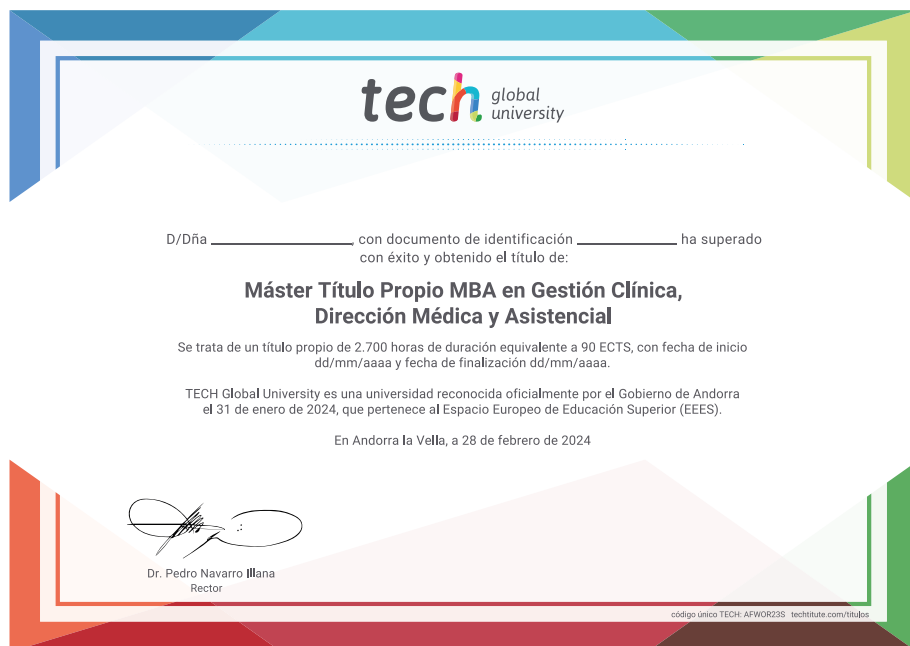 tech global
university
D/Dña ____________________, con documento de identificación ______________ ha superado
con éxito y obtenido el título de:
Máster Título Propio MBA en Gestión Clínica,
Dirección Médica y Asistencial
Se trata de un título propio de 2.700 horas de duración equivalente a 90 ECTS, con fecha de inicio
dd/mm/aaaa y fecha de finalización dd/mm/aaaa.
TECH Global University es una universidad reconocida oficialmente por el Gobierno de Andorra
el 31 de enero de 2024, que pertenece al Espacio Europeo de Educación Superior (EEES).
En Andorra la Vella, a 28 de febrero de 2024
Dr. Pedro Navarro Illana
Rector
código único TECH: AFWOR23S techtitute.com/titulos